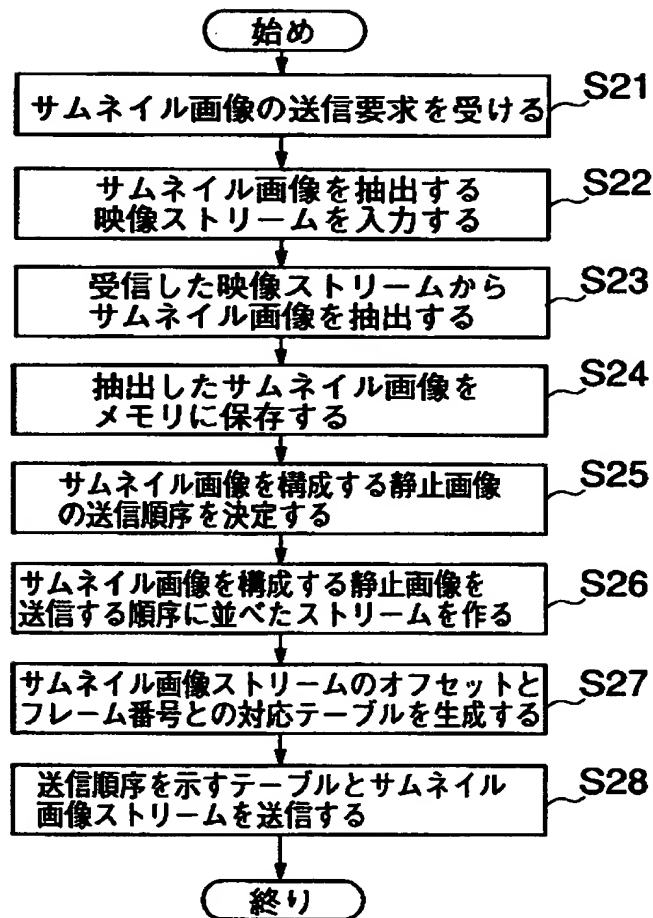 始め
サムネイル画像の送信要求を受ける
S21
サムネイル画像を抽出する
映像ストリームを入力する
S22
受信した映像ストリームから
サムネイル画像を抽出する
S23
抽出したサムネイル画像を
メモリに保存する
S24
サムネイル画像を構成する静止画像
の送信順序を決定する
S25
サムネイル画像を構成する静止画像を
送信する順序に並べたストリームを作る
S26
サムネイル画像ストリームのオフセットと
フレーム番号との対応テーブルを生成する
S27
送信順序を示すテーブルとサムネイル
画像ストリームを送信する
S28
終り